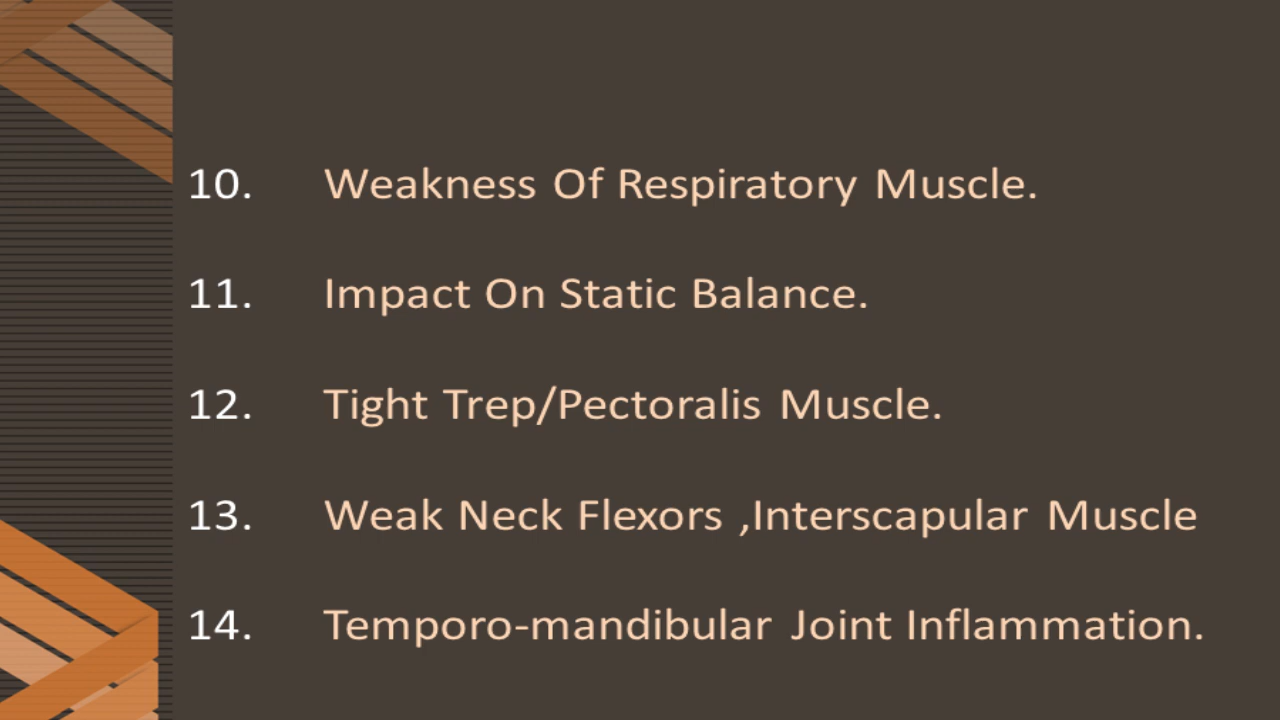 10. Weakness Of Respiratory Muscle.
11. Impact On Static Balance.
12. Tight Trep/Pectoralis Muscle.
13. Weak Neck Flexors ,Interscapular Muscle
14. Temporo-mandibular Joint Inflammation.